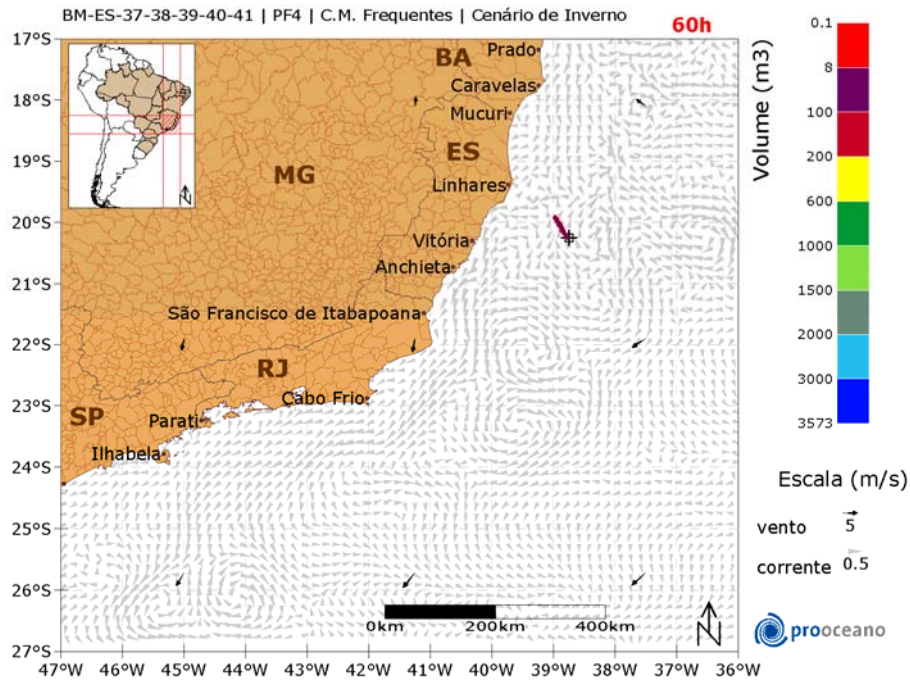 BM-ES-37-38-39-40-41 | PF4 | C.M. Frequentes | Cenário de Inverno
60h
17°S
18°S
19°S
20°S
21°S
22°S
23°S
24°S
25°S
26°S
27°S
47°W 46°W 45°W 44°W 43°W 42°W 41°W 40°W 39°W 38°W 37°W 36°W
N
BA
Prado
Caravelas
Mucuri
ES
MG
Linhares
Vitória
Anchieta
São Francisco de Itabapoana
RJ
Cabo Frio
SP
Parati
Ilhabela
0km 200km 400km
N
Volume (m3)
0.1
8
100
200
600
1000
1500
2000
3000
3573
Escala (m/s)
vento 5
corrente 0.5
prooceano